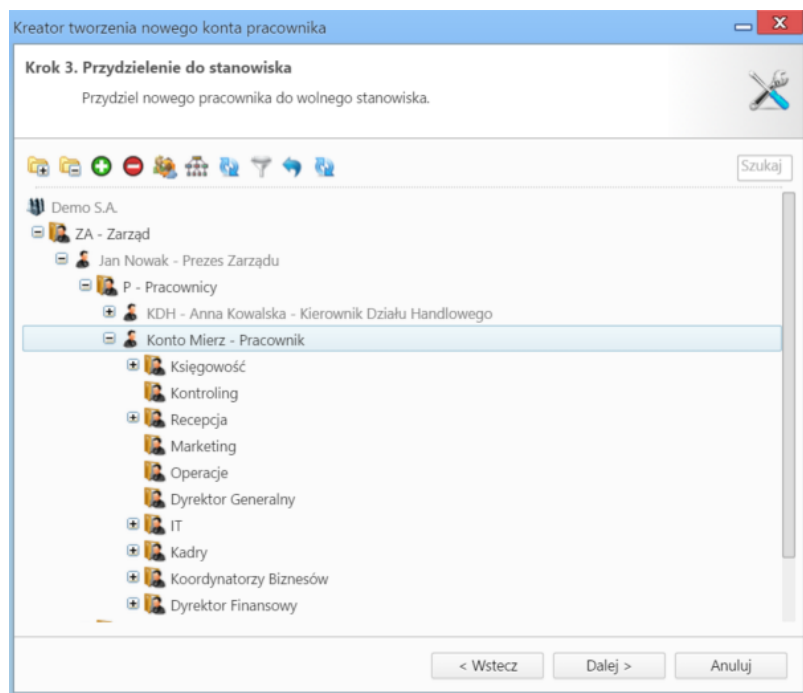 Kreator tworzenia nowego konta pracownika
Krok 3. Przydzielenie do stanowiska
Przydziel nowego pracownika do wolnego stanowiska.
Szukaj
Demo S.A.
ZA - Zarząd
Jan Nowak - Prezes Zarządu
P - Pracownicy
KDH - Anna Kowalska - Kierownik Działu Handlowego
Konto Mierz - Pracownik
Księgowość
Kontroling
Recepcja
Marketing
Operacje
Dyrektor Generalny
IT
Kadry
Koordynatorzy Biznesów
Dyrektor Finansowy
< Wstecz Dalej > Anuluj